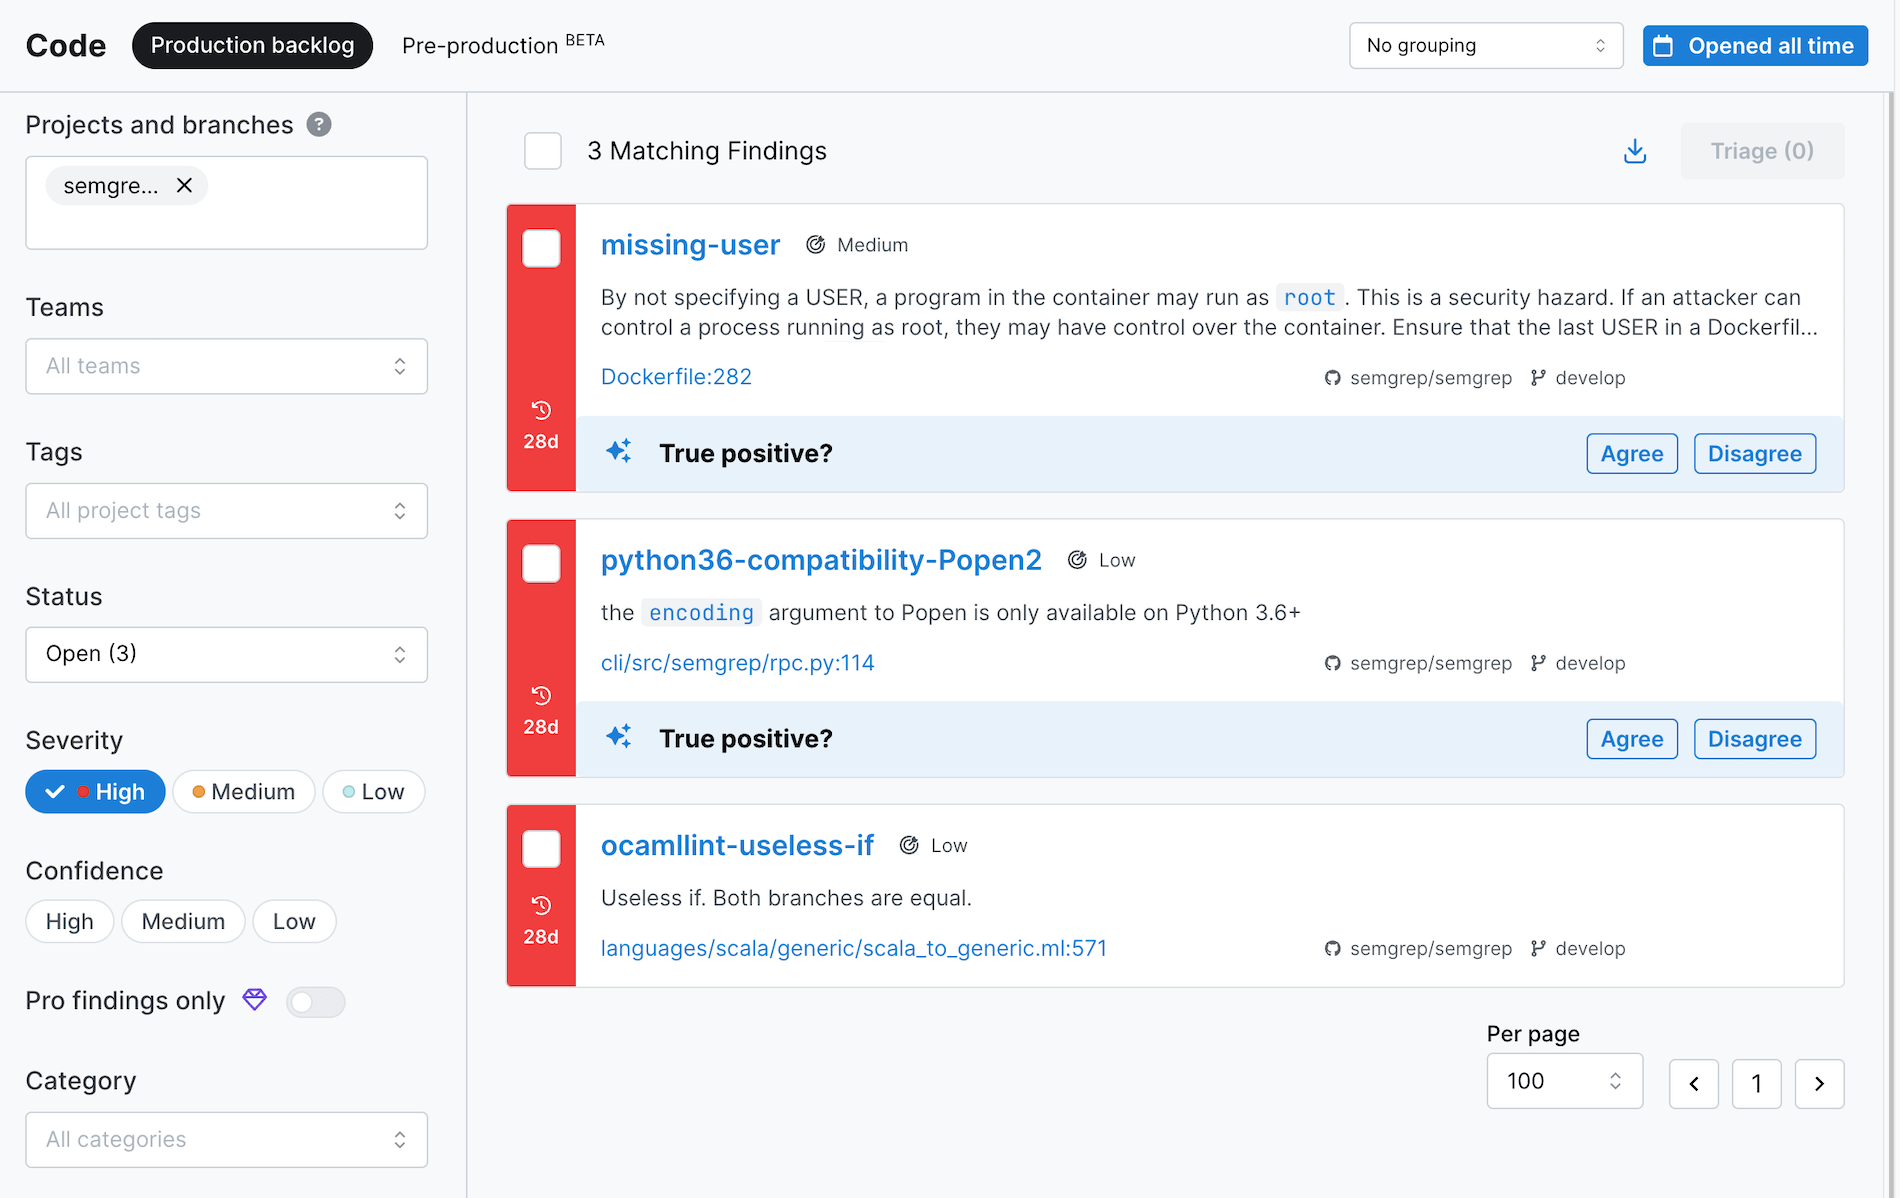 Code
Production backlog
Pre-production BETA
No grouping
Opened all time
Projects and branches ?
semgre...
Teams
All teams
Tags
All project tags
Status
Open (3)
Severity
High
Medium
Low
Confidence
High
Medium
Low
Pro findings only
Category
All categories
3 Matching Findings
Triage (0)
missing-user
Medium
By not specifying a USER, a program in the container may run as root . This is a security hazard. If an attacker can
control a process running as root, they may have control over the container. Ensure that the last USER in a Dockerfil...
Dockerfile:282
semgrep/semgrep
develop
28d
True positive?
Agree
Disagree
python36-compatibility-Popen2
Low
the encoding argument to Popen is only available on Python 3.6+
cli/src/semgrep/rpc.py:114
semgrep/semgrep
develop
28d
True positive?
Agree
Disagree
ocamllint-useless-if
Low
Useless if. Both branches are equal.
28d
languages/scala/generic/scala_to_generic.ml:571
semgrep/semgrep
develop
Per page
100
1